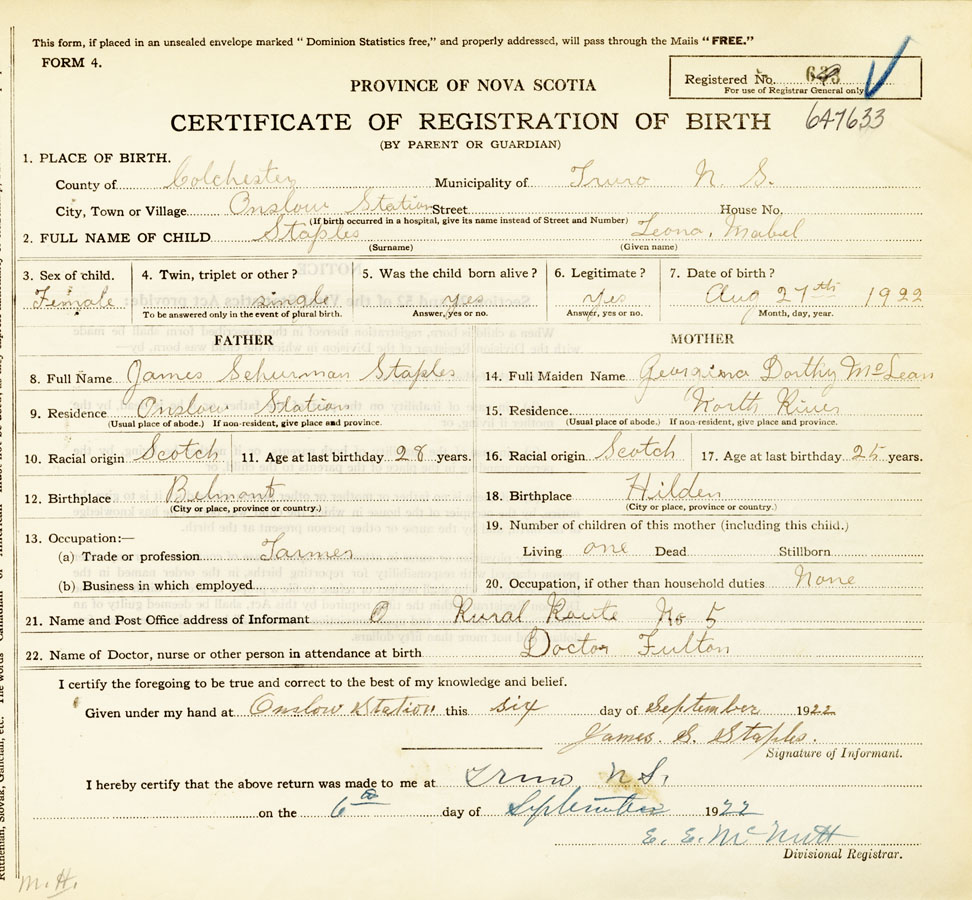 This form, if placed in an unsealed envelope marked “ Dominion Statistics free,” and properly addressed, will pass through the Mails “ FREE.”
FORM 4.
Registered No.
For use of Registrar General only
PROVINCE OF NOVA SCOTIA
CERTIFICATE OF REGISTRATION OF BIRTH 647633
(BY PARENT OR GUARDIAN)
1. PLACE OF BIRTH.
County of Colchester Municipality of Truro N. S.
City, Town or Village Onslow Station Street House No.
(If birth occurred in a hospital, give its name instead of Street and Number)
2. FULL NAME OF CHILD Staples Leona, Mabel
(Surname) (Given name)
3. Sex of child. 4. Twin, triplet or other? 5. Was the child born alive? 6. Legitimate? 7. Date of birth?
Female single yes Yes Aug 27th 1922
To be answered only in the event of plural birth. Answer, yes or no. Answer, yes or no. Month, day, year.
FATHER MOTHER
8. Full Name James Schurman Staples 14. Full Maiden Name Georgina Dorthy McLean
9. Residence Onslow Station 15. Residence. North River
(Usual place of abode.) If non-resident, give place and province. (Usual place of abode.) If non-resident, give place and province.
10. Racial origin Scotch 11. Age at last birthday 28 years. 16. Racial origin Scotch 17. Age at last birthday 25 years.
12. Birthplace Belmont 18. Birthplace Hilden
(City or place, province or country.) (City or place, province or country.)
13. Occupation:— 19. Number of children of this mother (including this child.)
(a) Trade or profession Farmer Living one Dead Stillborn
(b) Business in which employed 20. Occupation, if other than household duties None
21. Name and Post Office address of Informant Rural Route No 5
22. Name of Doctor, nurse or other person in attendance at birth Doctor Fulton
I certify the foregoing to be true and correct to the best of my knowledge and belief.
Given under my hand at Onslow Station this six day of September 1922
James. S. Staples.
Signature of Informant.
I hereby certify that the above return was made to me at Truro N.S.
on the 6th day of September 1922
E. E. McNutt
Divisional Registrar.
M. H.